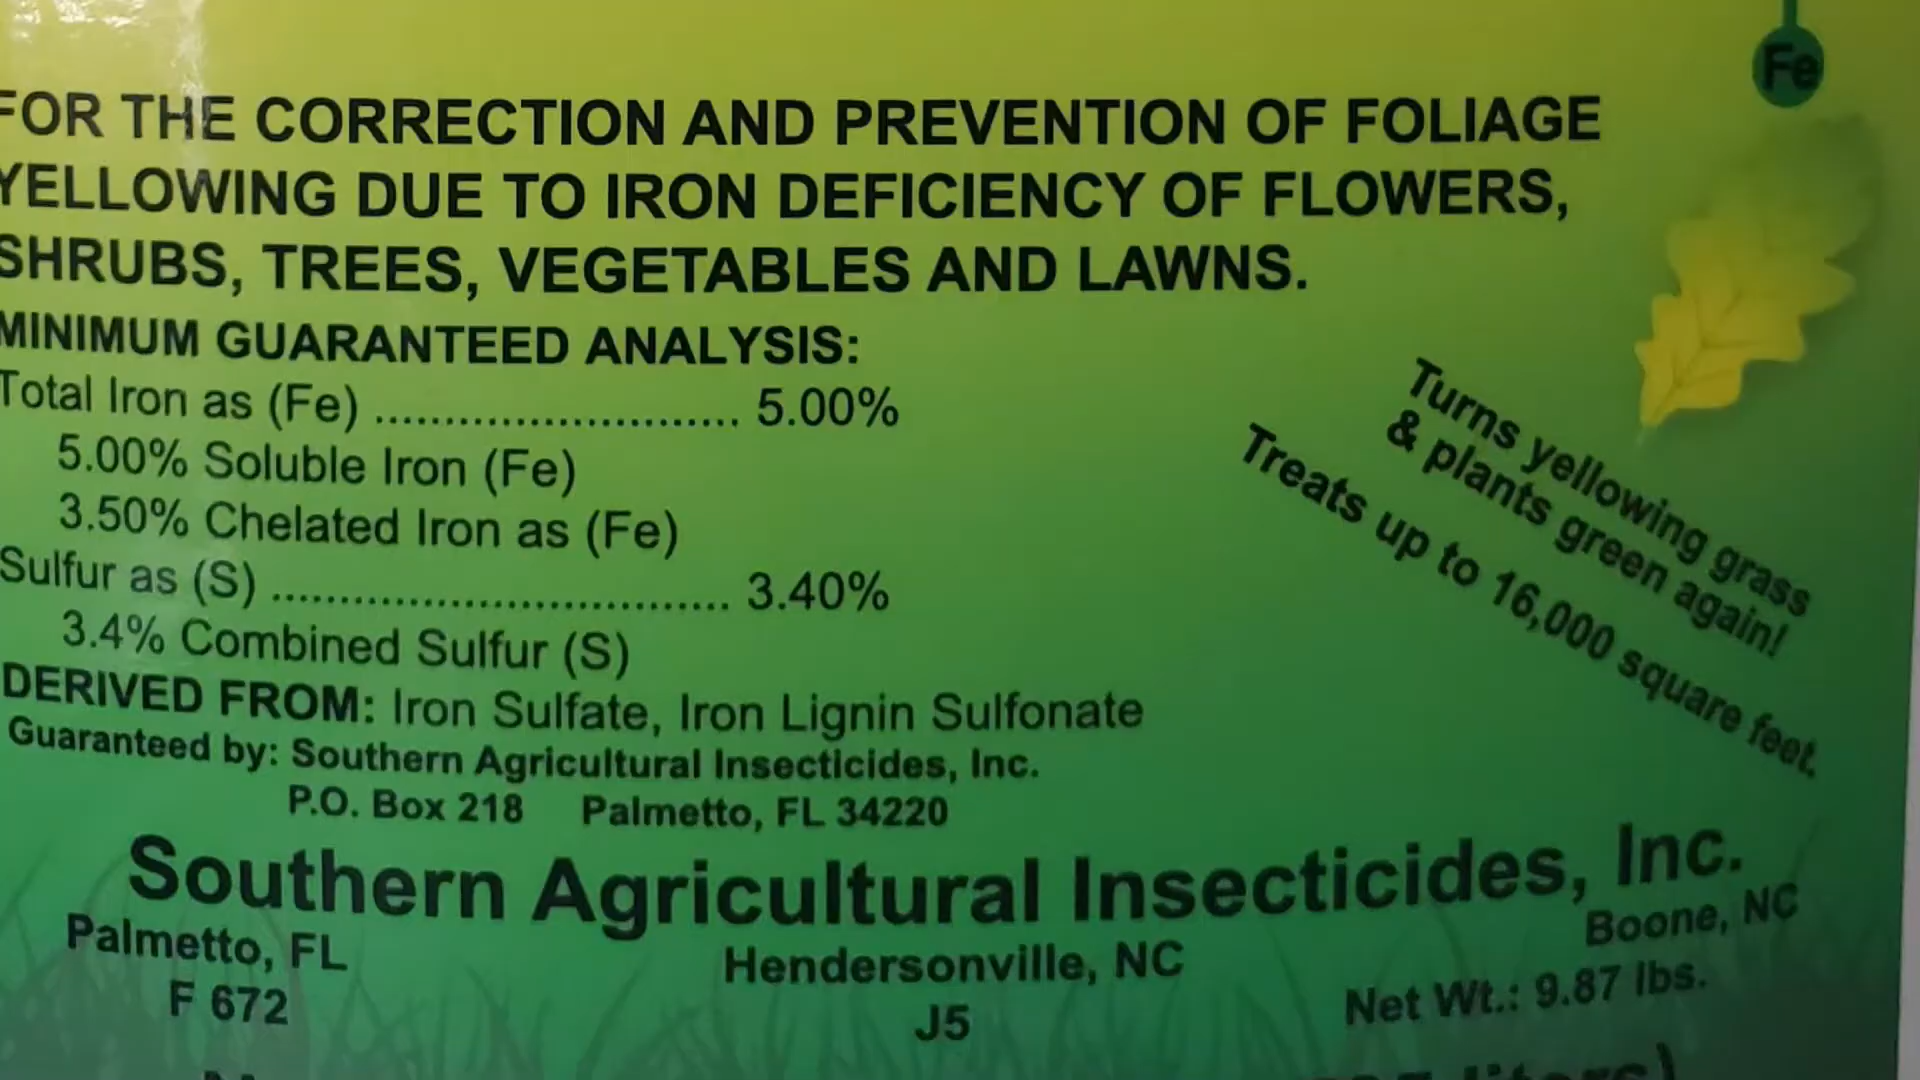 Fe
FOR THE CORRECTION AND PREVENTION OF FOLIAGE
YELLOWING DUE TO IRON DEFICIENCY OF FLOWERS,
SHRUBS, TREES, VEGETABLES AND LAWNS.
MINIMUM GUARANTEED ANALYSIS:
Total Iron as (Fe) .......................... 5.00%
5.00% Soluble Iron (Fe)
3.50% Chelated Iron as (Fe)
Sulfur as (S) ................................. 3.40%
3.4% Combined Sulfur (S)
DERIVED FROM: Iron Sulfate, Iron Lignin Sulfonate
Guaranteed by: Southern Agricultural Insecticides, Inc.
P.O. Box 218 Palmetto, FL 34220
Turns yellowing grass
& plants green again!
Treats up to 16,000 square feet.
Southern Agricultural Insecticides, Inc.
Palmetto, FL
Hendersonville, NC
Boone, NC
F 672
J5
Net Wt.: 9.87 lbs.
liters)